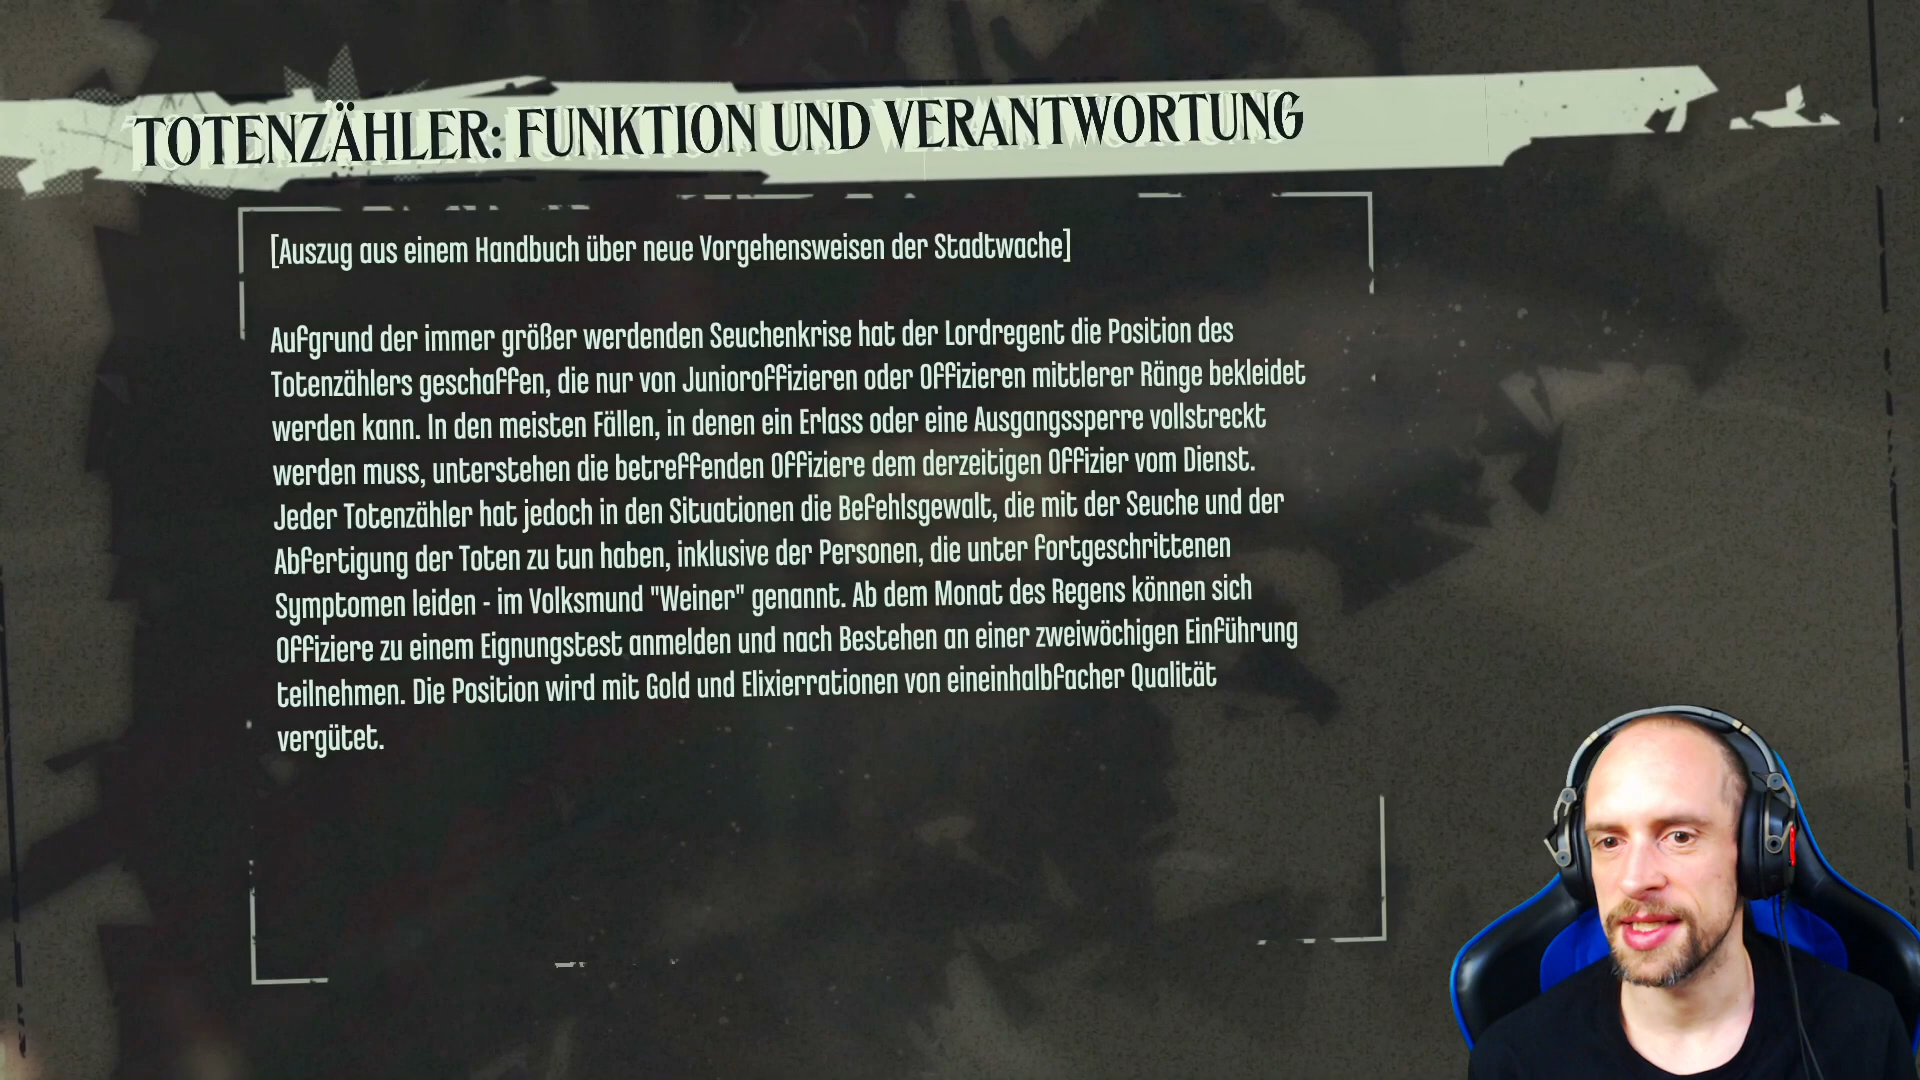 TOTENZÄHLER: FUNKTION UND VERANTWORTUNG
[Auszug aus einem Handbuch über neue Vorgehensweisen der Stadtwache]
Aufgrund der immer größer werdenden Seuchenkrise hat der Lordregent die Position des
Totenzählers geschaffen, die nur von Junioroffizieren oder Offizieren mittlerer Ränge bekleidet
werden kann. In den meisten Fällen, in denen ein Erlass oder eine Ausgangssperre vollstreckt
werden muss, unterstehen die betreffenden Offiziere dem derzeitigen Offizier vom Dienst.
Jeder Totenzähler hat jedoch in den Situationen die Befehlsgewalt, die mit der Seuche und der
Abfertigung der Toten zu tun haben, inklusive der Personen, die unter fortgeschrittenen
Symptomen leiden - im Volksmund "Weiner" genannt. Ab dem Monat des Regens können sich
Offiziere zu einem Eignungstest anmelden und nach Bestehen an einer zweiwöchigen Einführung
teilnehmen. Die Position wird mit Gold und Elixierrationen von eineinhalbfacher Qualität
vergütet.